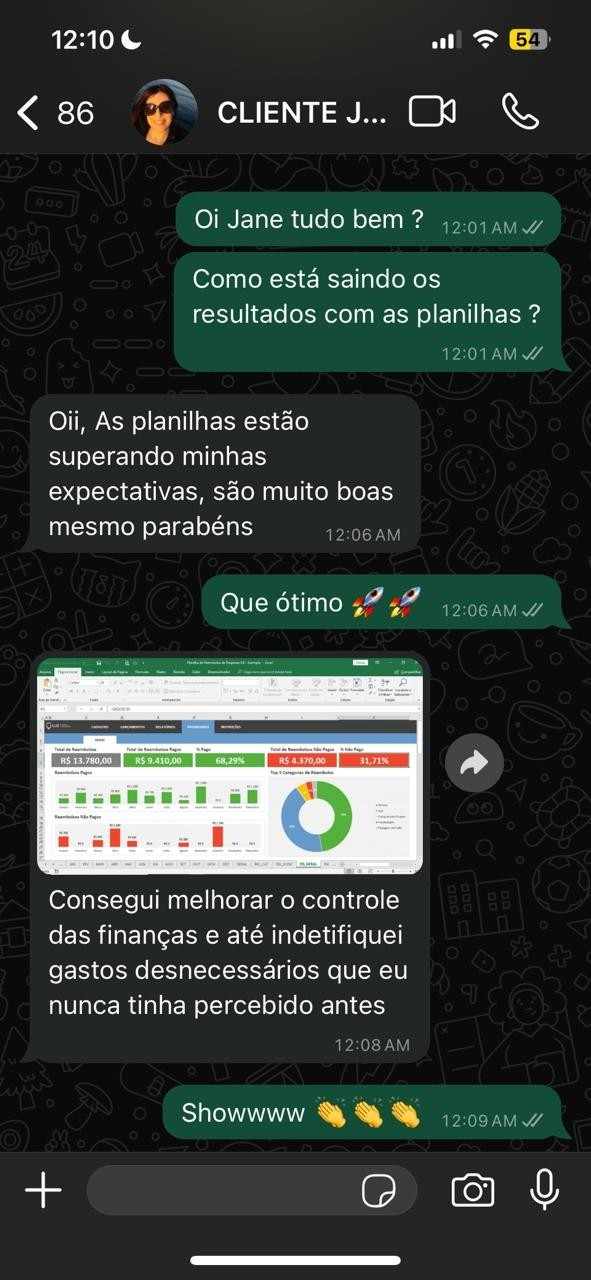 12:10
54
86
CLIENTE J...
Oi Jane tudo bem ?
12:01 AM
Como está saindo os
resultados com as planilhas ?
12:01 AM
Oii, As planilhas estão
superando minhas
expectativas, são muito boas
mesmo parabéns
12:06 AM
Que ótimo 🚀🚀
12:06 AM
GERAL
Total de Reembolsos
Total de Reembolsos Pagos
% Pago
Total de Reembolsos Não Pagos
% Não Pago
R$ 13.780,00
R$ 9.410,00
68,29%
R$ 4.370,00
31,71%
Reembolsos Pagos
Top 5 Categorias de Reembolso
Reembolsos Não Pagos
Consegui melhorar o controle
das finanças e até indetifiquei
gastos desnecessários que eu
nunca tinha percebido antes
12:08 AM
Showwww 👏👏👏
12:09 AM